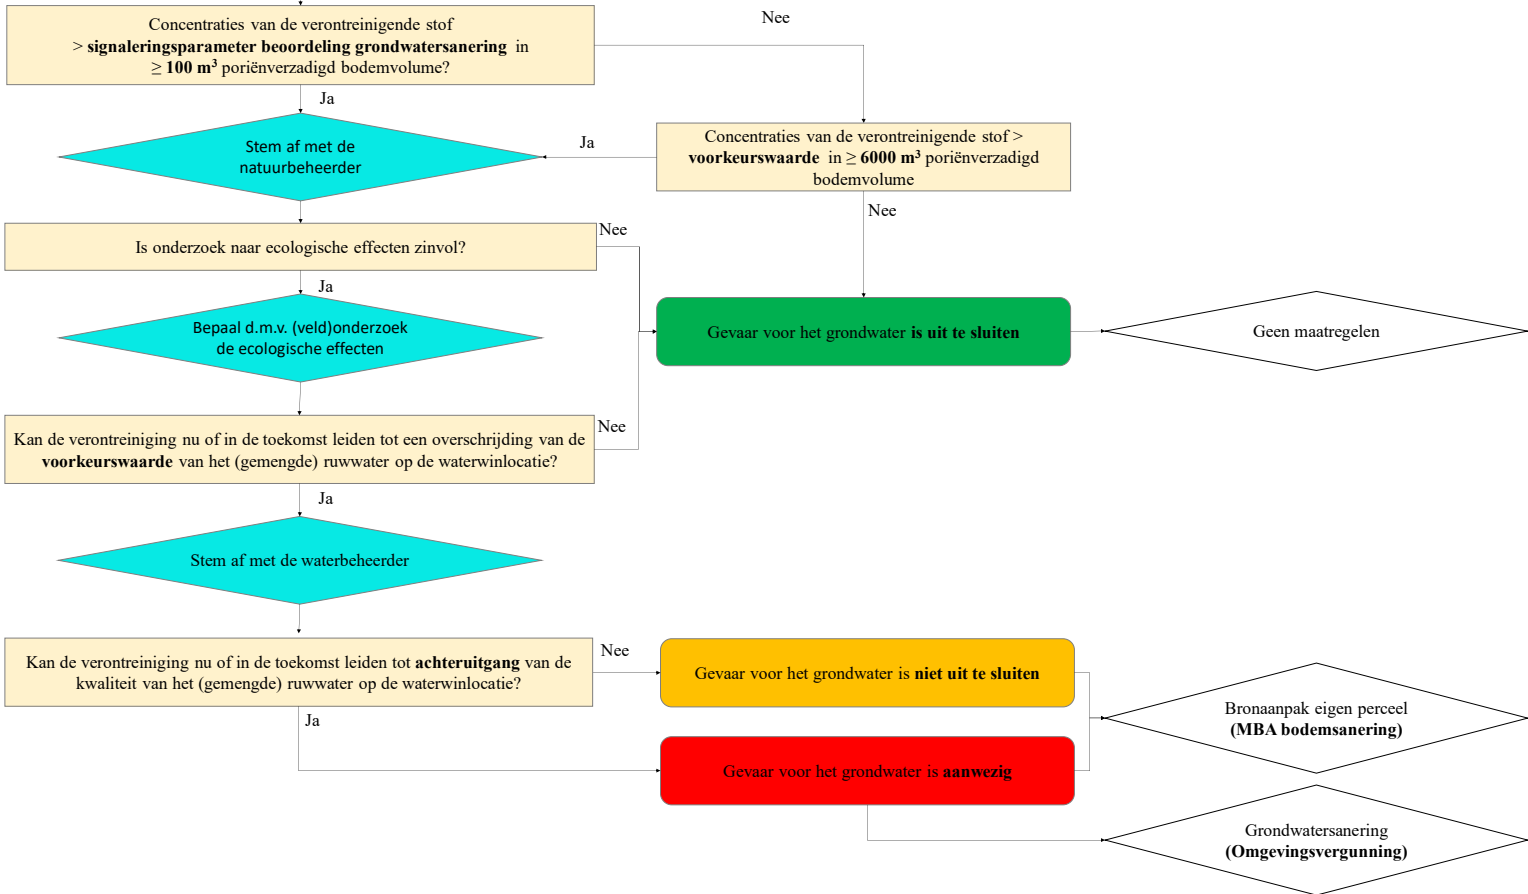 Concentraties van de verontreinigende stof
> signaleringsparameter beoordeling grondwatersanering in
≥ 100 m³ poriënverzadigd bodemvolume?
Nee
Ja
Stem af met de
natuurbeheerder
Ja
Concentraties van de verontreinigende stof >
voorkeurswaarde in ≥ 6000 m³ poriënverzadigd
bodemvolume
Nee
Is onderzoek naar ecologische effecten zinvol?
Nee
Ja
Bepaal d.m.v. (veld)onderzoek
de ecologische effecten
Gevaar voor het grondwater is uit te sluiten
Geen maatregelen
Kan de verontreiniging nu of in de toekomst leiden tot een overschrijding van de
voorkeurswaarde van het (gemengde) ruwwater op de waterwinlocatie?
Nee
Ja
Stem af met de waterbeheerder
Kan de verontreiniging nu of in de toekomst leiden tot achteruitgang van de
kwaliteit van het (gemengde) ruwwater op de waterwinlocatie?
Nee
Ja
Gevaar voor het grondwater is niet uit te sluiten
Bronaanpak eigen perceel
(MBA bodemsanering)
Gevaar voor het grondwater is aanwezig
Grondwatersanering
(Omgevingsvergunning)